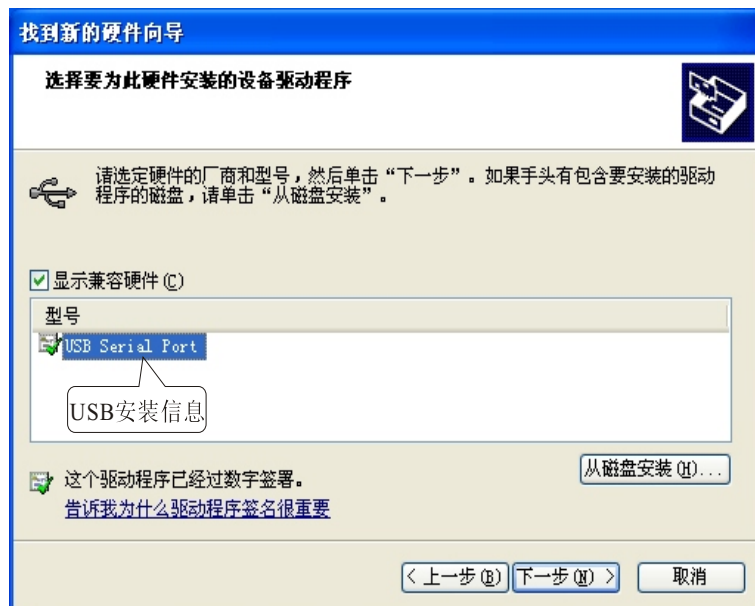 找到新的硬件向导
选择要为此硬件安装的设备驱动程序
请选定硬件的厂商和型号，然后单击“下一步”。如果手头有包含要安装的驱动
程序的磁盘，请单击“从磁盘安装”。
显示兼容硬件(C)
型号
USB Serial Port
USB安装信息
这个驱动程序已经过数字签署。
告诉我为什么驱动程序签名很重要
从磁盘安装(H)...
< 上一步(B)
下一步(N) >
取消